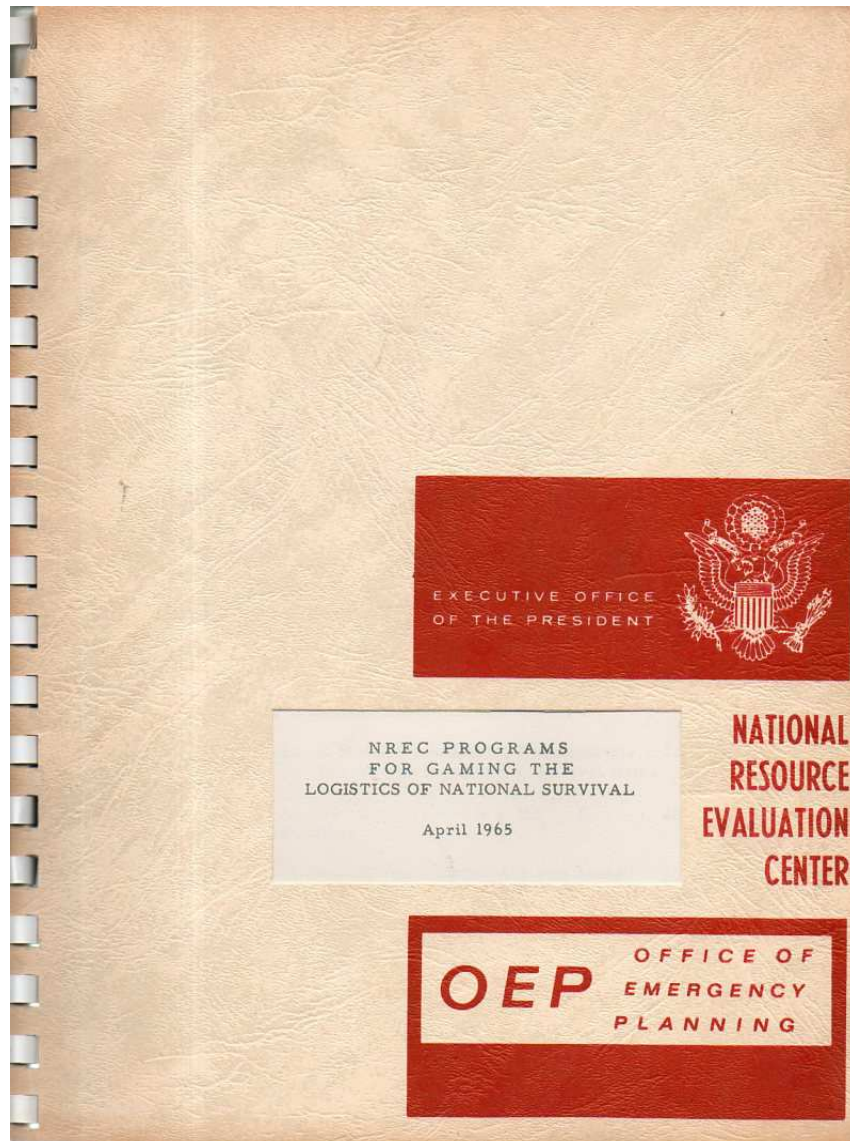 EXECUTIVE OFFICE
OF THE PRESIDENT
NREC PROGRAMS
FOR GAMING THE
LOGISTICS OF NATIONAL SURVIVAL
April 1965
NATIONAL
RESOURCE
EVALUATION
CENTER
OEP
OFFICE OF
EMERGENCY
PLANNING